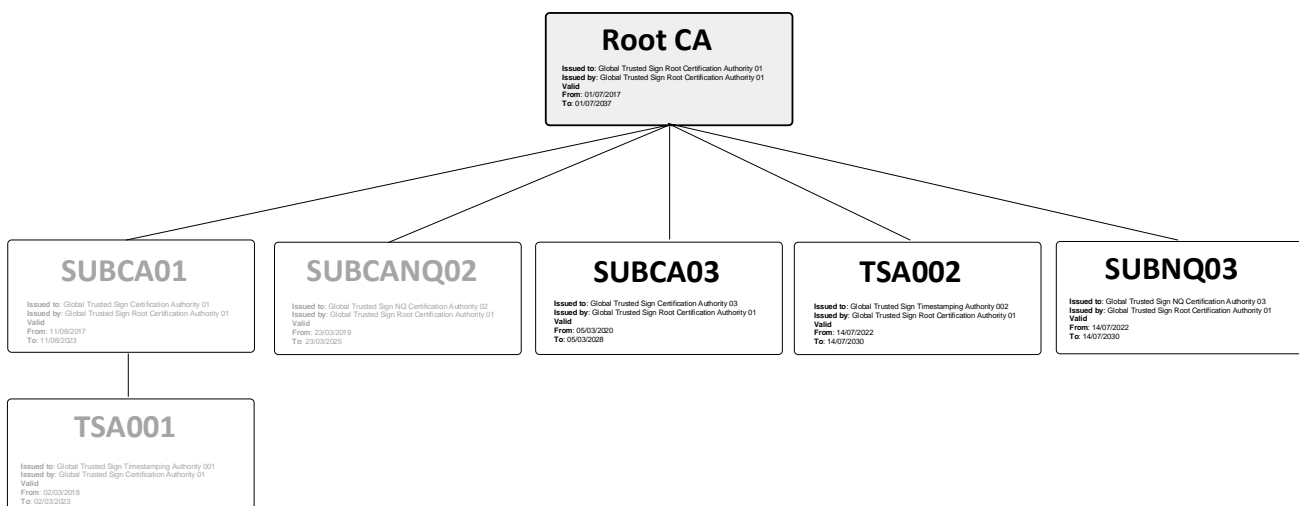 Root CA
Issued to: Global Trusted Sign Root Certification Authority 01
Issued by: Global Trusted Sign Root Certification Authority 01
Valid
From: 01/07/2017
To: 01/07/2037
SUBCA01
Issued to: Global Trusted Sign Certification Authority 01
Issued by: Global Trusted Sign Root Certification Authority 01
Valid
From: 11/08/2017
To: 11/08/2023
SUBCANQ02
Issued to: Global Trusted Sign NQ Certification Authority 02
Issued by: Global Trusted Sign Root Certification Authority 01
Valid
From: 23/03/2019
To: 23/03/2025
SUBCA03
Issued to: Global Trusted Sign Certification Authority 03
Issued by: Global Trusted Sign Root Certification Authority 01
Valid
From: 05/03/2020
To: 05/03/2028
TSA002
Issued to: Global Trusted Sign Timestamping Authority 002
Issued by: Global Trusted Sign Root Certification Authority 01
Valid
From: 14/07/2022
To: 14/07/2030
SUBNQ03
Issued to: Global Trusted Sign NQ Certification Authority 03
Issued by: Global Trusted Sign Root Certification Authority 01
Valid
From: 14/07/2022
To: 14/07/2030
TSA001
Issued to: Global Trusted Sign Timestamping Authority 001
Issued by: Global Trusted Sign Certification Authority 01
Valid
From: 02/03/2018
To: 02/03/2023